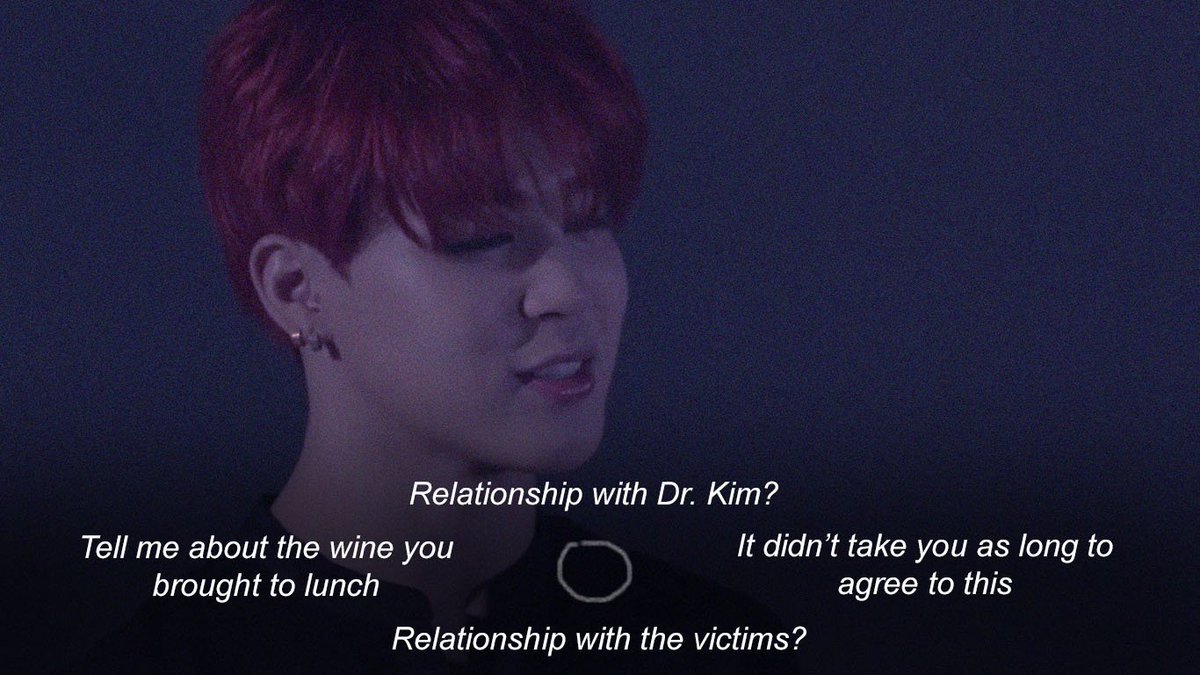 Relationship with Dr. Kim?
Tell me about the wine you
brought to lunch
It didn’t take you as long to
agree to this
Relationship with the victims?